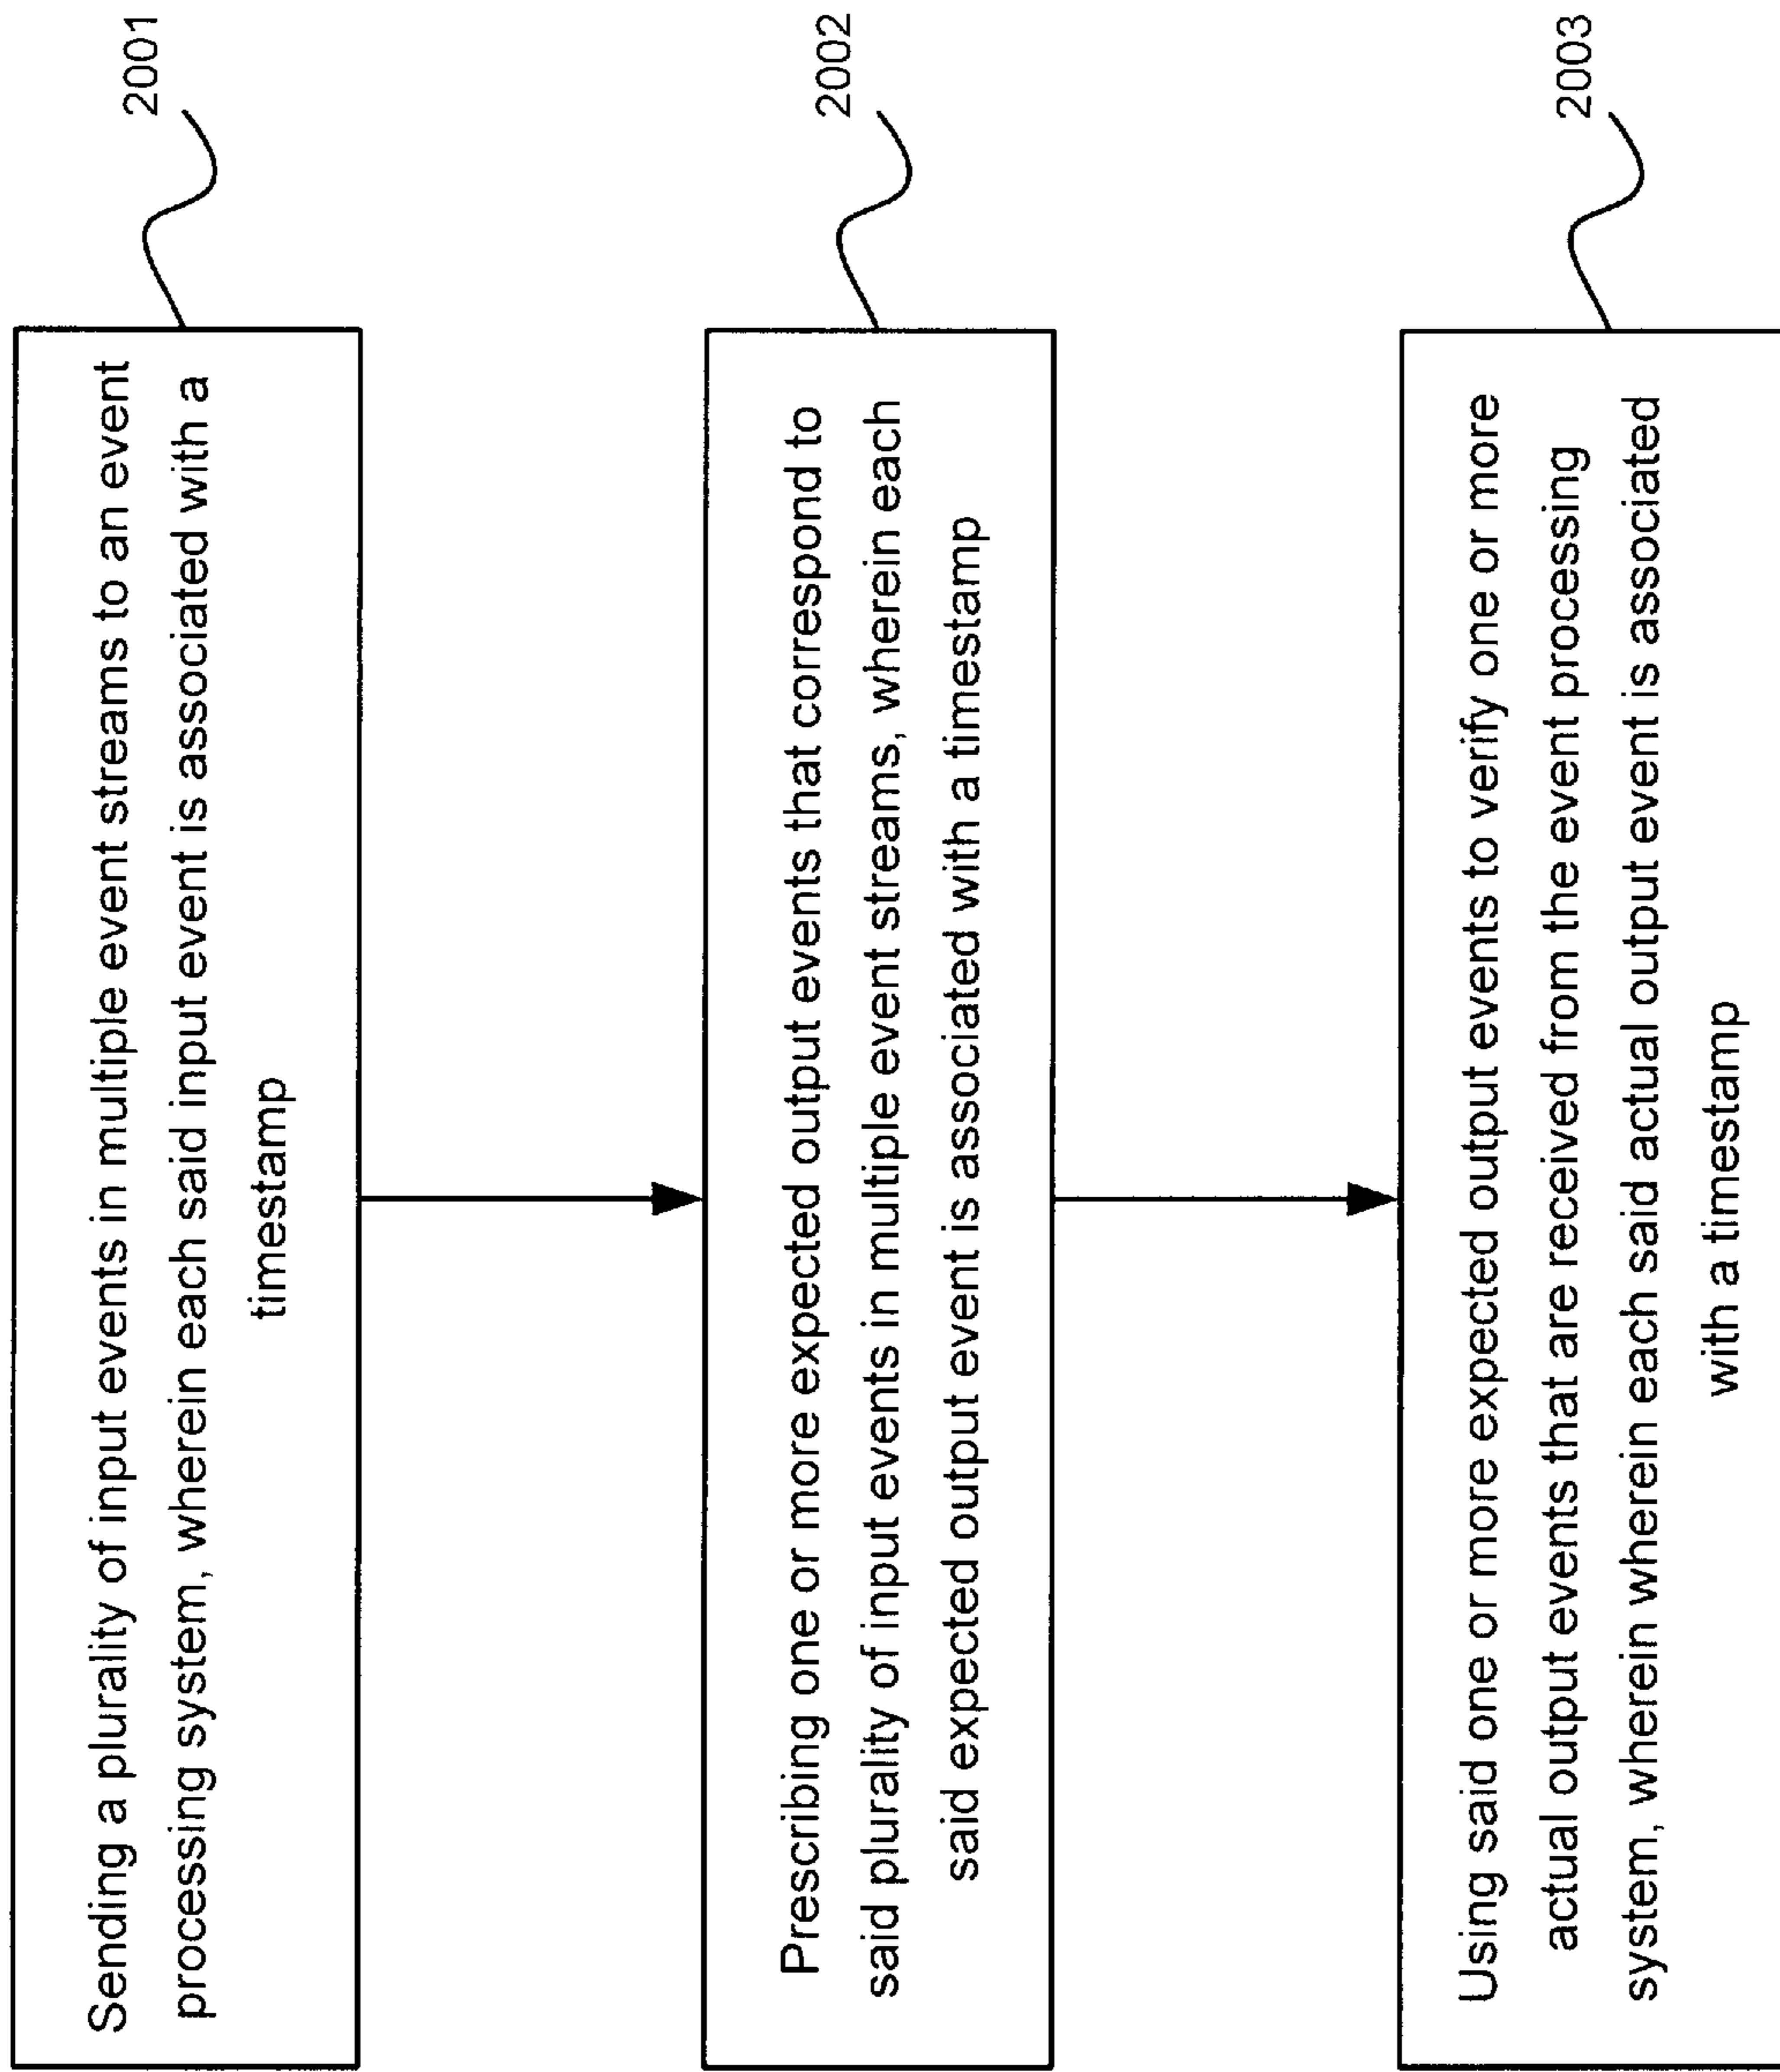 Sending a plurality of input events in multiple event streams to an event
processing system, wherein each said input event is associated with a
timestamp
2001
Prescribing one or more expected output events that correspond to
said plurality of input events in multiple event streams, wherein each
said expected output event is associated with a timestamp
2002
Using said one or more expected output events to verify one or more
actual output events that are received from the event processing
system, wherein wherein each said actual output event is associated
with a timestamp
2003